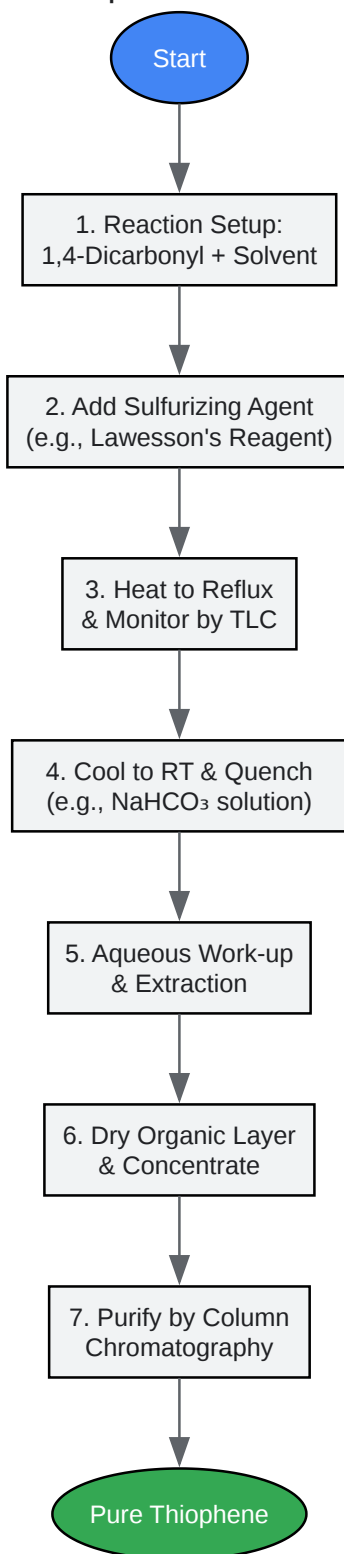 Start
1. Reaction Setup:
1,4-Dicarbonyl + Solvent
2. Add Sulfurizing Agent
(e.g., Lawesson's Reagent)
3. Heat to Reflux
& Monitor by TLC
4. Cool to RT & Quench
(e.g., NaHCO₃ solution)
5. Aqueous Work-up
& Extraction
6. Dry Organic Layer
& Concentrate
7. Purify by Column
Chromatography
Pure Thiophene